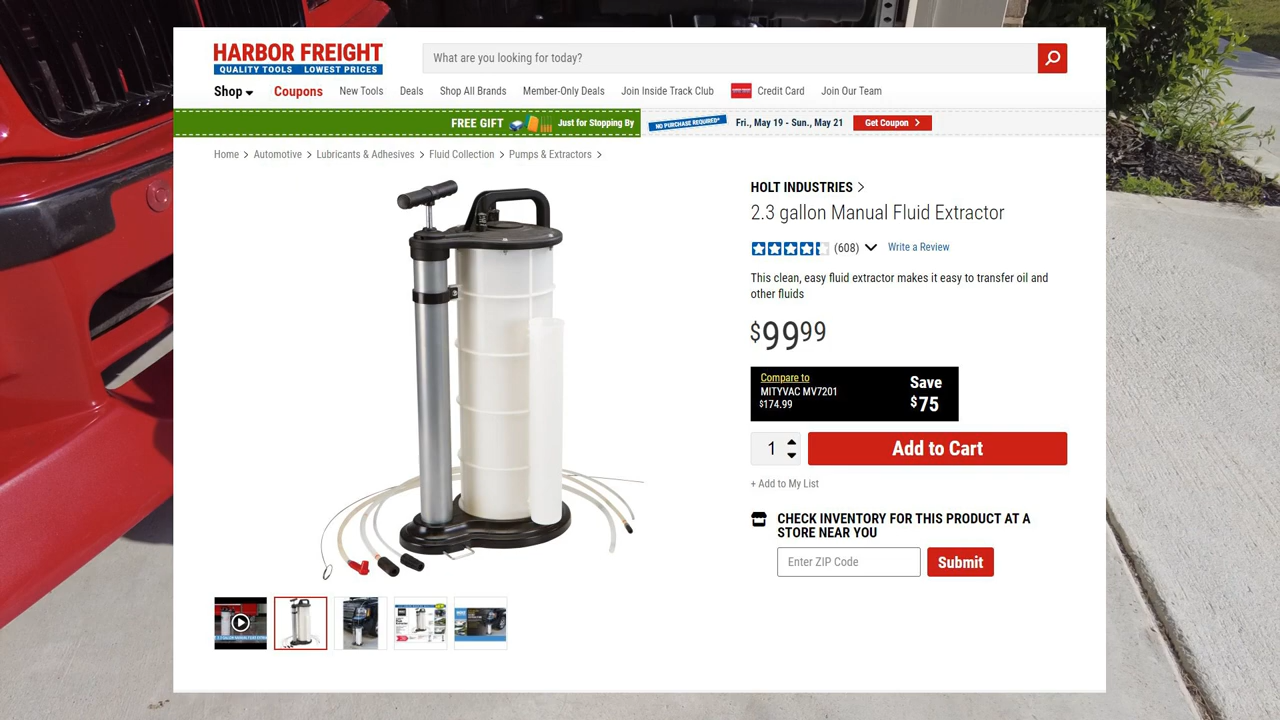 HARBOR FREIGHT
QUALITY TOOLS LOWEST PRICES
What are you looking for today?
Shop
Coupons
New Tools
Deals
Shop All Brands
Member-Only Deals
Join Inside Track Club
Credit Card
Join Our Team
FREE GIFT
Just for Stopping By
NO PURCHASE REQUIRED*
Fri., May 19 - Sun., May 21
Get Coupon
Home > Automotive > Lubricants & Adhesives > Fluid Collection > Pumps & Extractors >
HOLT INDUSTRIES >
2.3 gallon Manual Fluid Extractor
(608)
Write a Review
This clean, easy fluid extractor makes it easy to transfer oil and
other fluids
$9999
Compare to
MITYVAC MV7201
$174.99
Save
$75
1
Add to Cart
+ Add to My List
CHECK INVENTORY FOR THIS PRODUCT AT A
STORE NEAR YOU
Enter ZIP Code
Submit